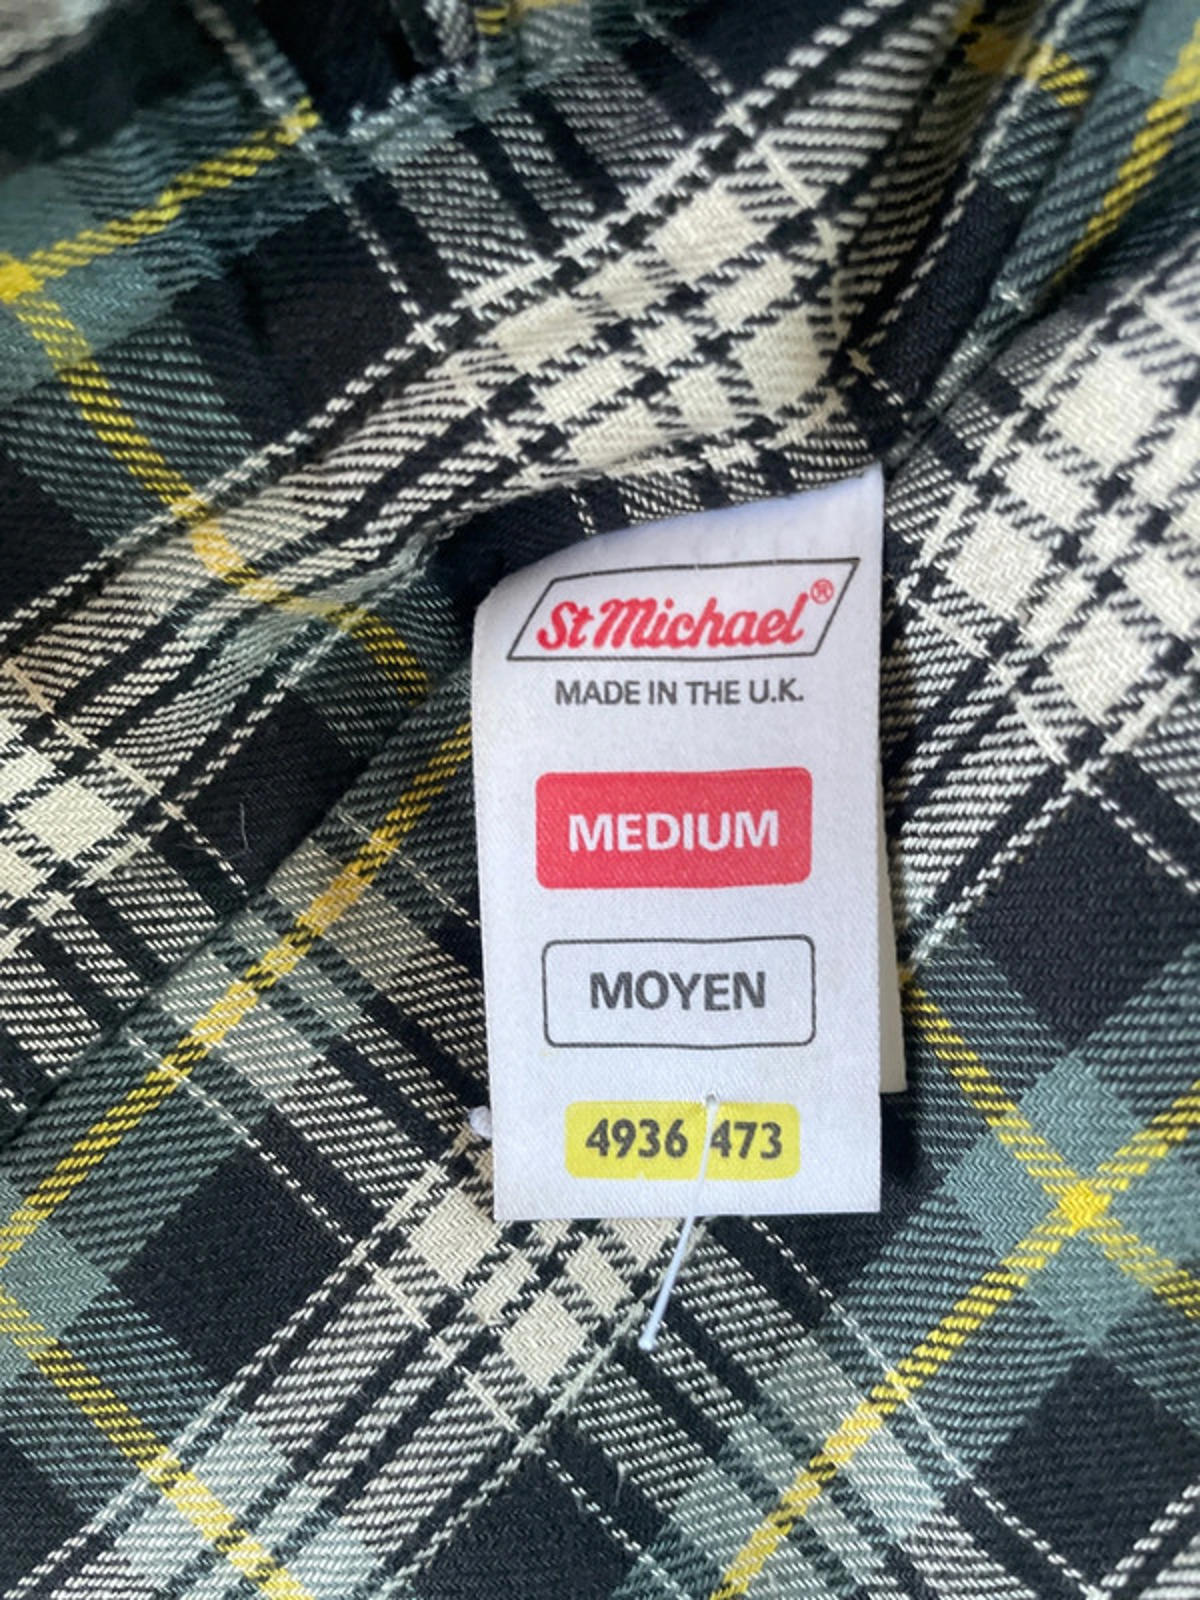 St Michael®
MADE IN THE U.K.
MEDIUM
MOYEN
4936 473